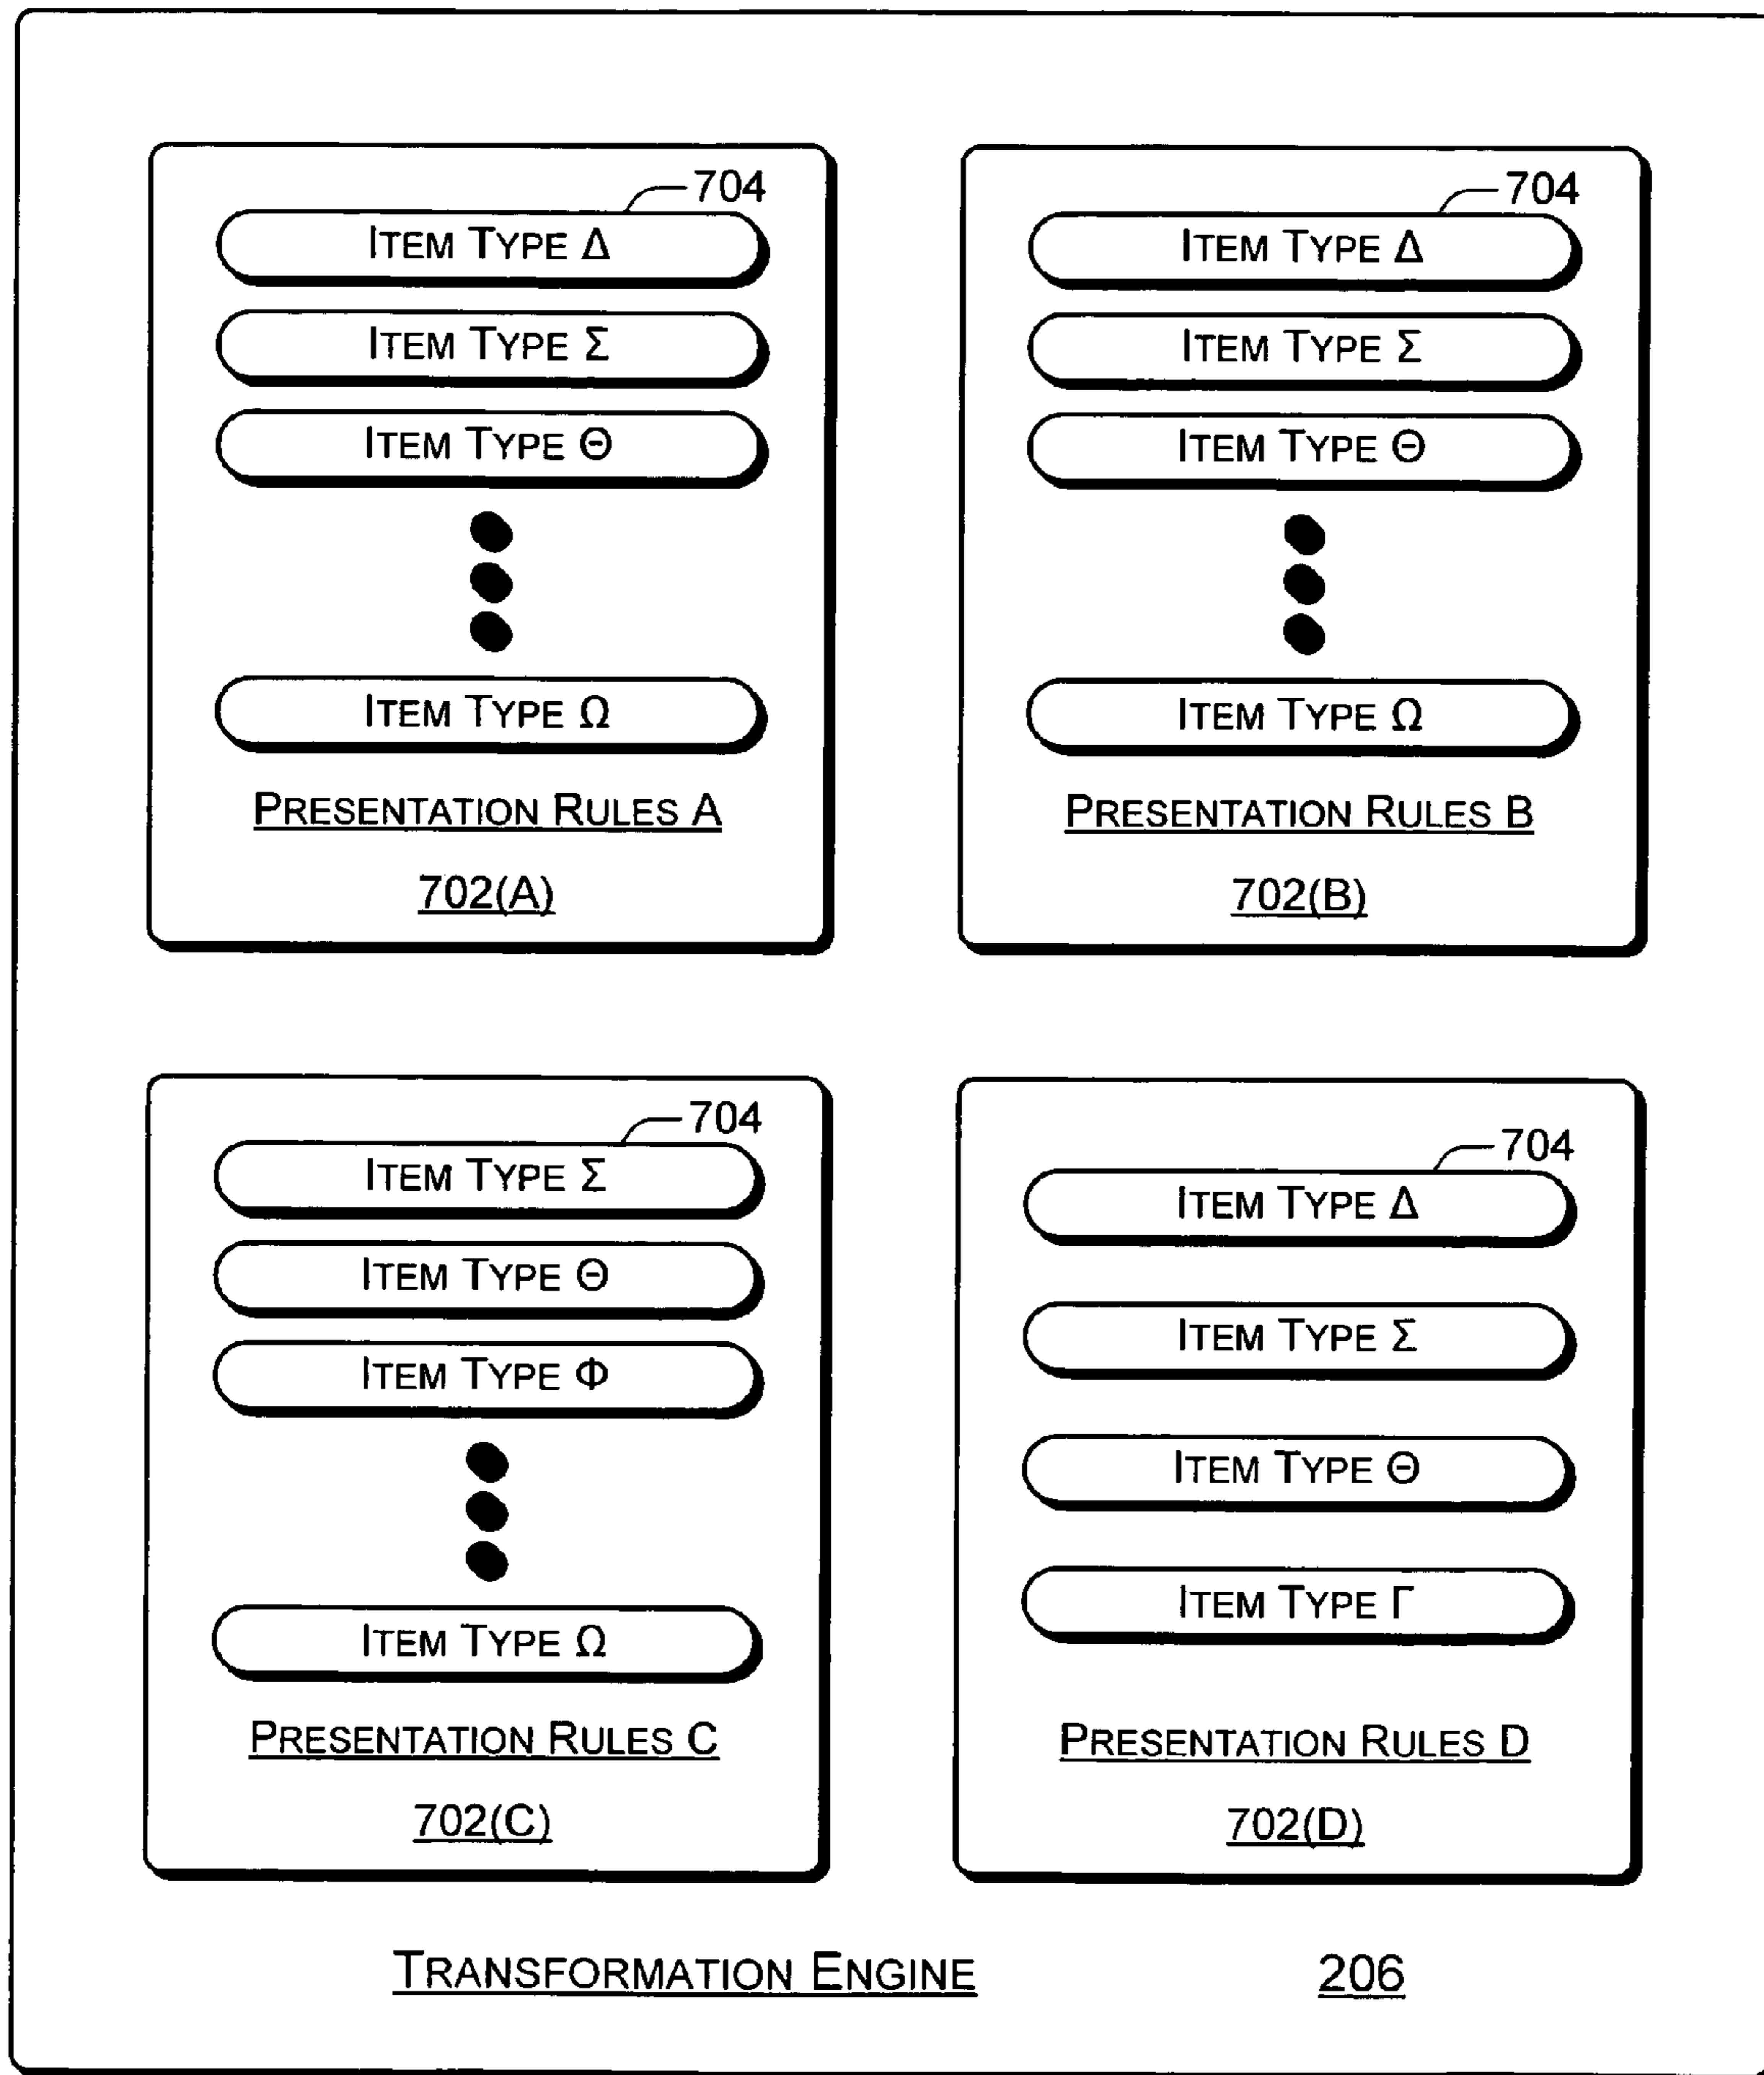 704
ITEM TYPE Δ
ITEM TYPE Σ
ITEM TYPE Θ
ITEM TYPE Ω
PRESENTATION RULES A
702(A)
704
ITEM TYPE Δ
ITEM TYPE Σ
ITEM TYPE Θ
ITEM TYPE Ω
PRESENTATION RULES B
702(B)
704
ITEM TYPE Σ
ITEM TYPE Θ
ITEM TYPE Φ
ITEM TYPE Ω
PRESENTATION RULES C
702(C)
704
ITEM TYPE Δ
ITEM TYPE Σ
ITEM TYPE Θ
ITEM TYPE Γ
PRESENTATION RULES D
702(D)
TRANSFORMATION ENGINE 206